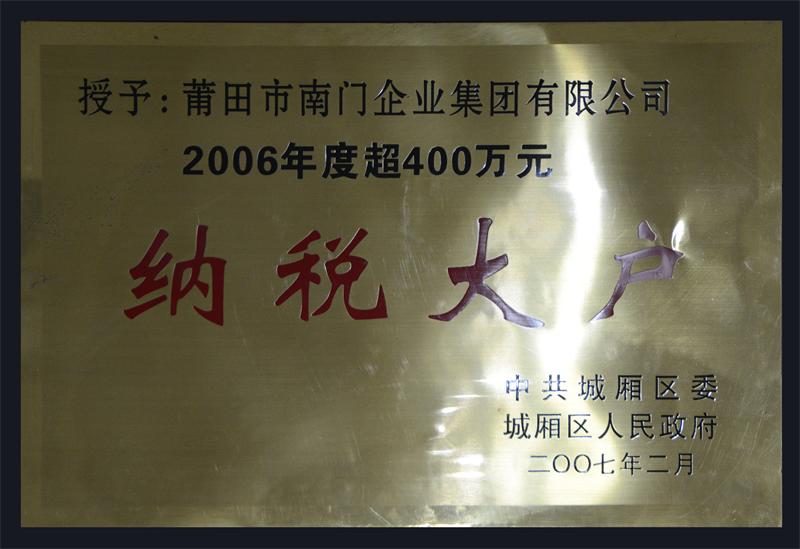 授予：莆田市南门企业集团有限公司
2006年度超400万元
纳税大户
中共城厢区委
城厢区人民政府
二〇〇七年二月